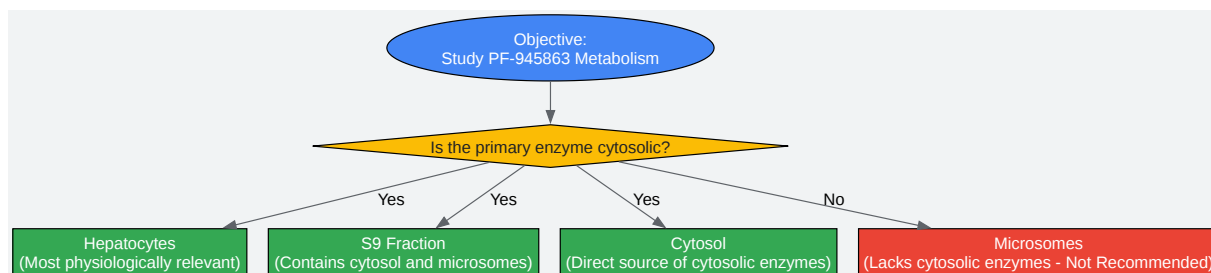 Objective:
Study PF-945863 Metabolism
Is the primary enzyme cytosolic?
Yes
Yes
Yes
No
Hepatocytes
(Most physiologically relevant)
S9 Fraction
(Contains cytosol and microsomes)
Cytosol
(Direct source of cytosolic enzymes)
Microsomes
(Lacks cytosolic enzymes - Not Recommended)